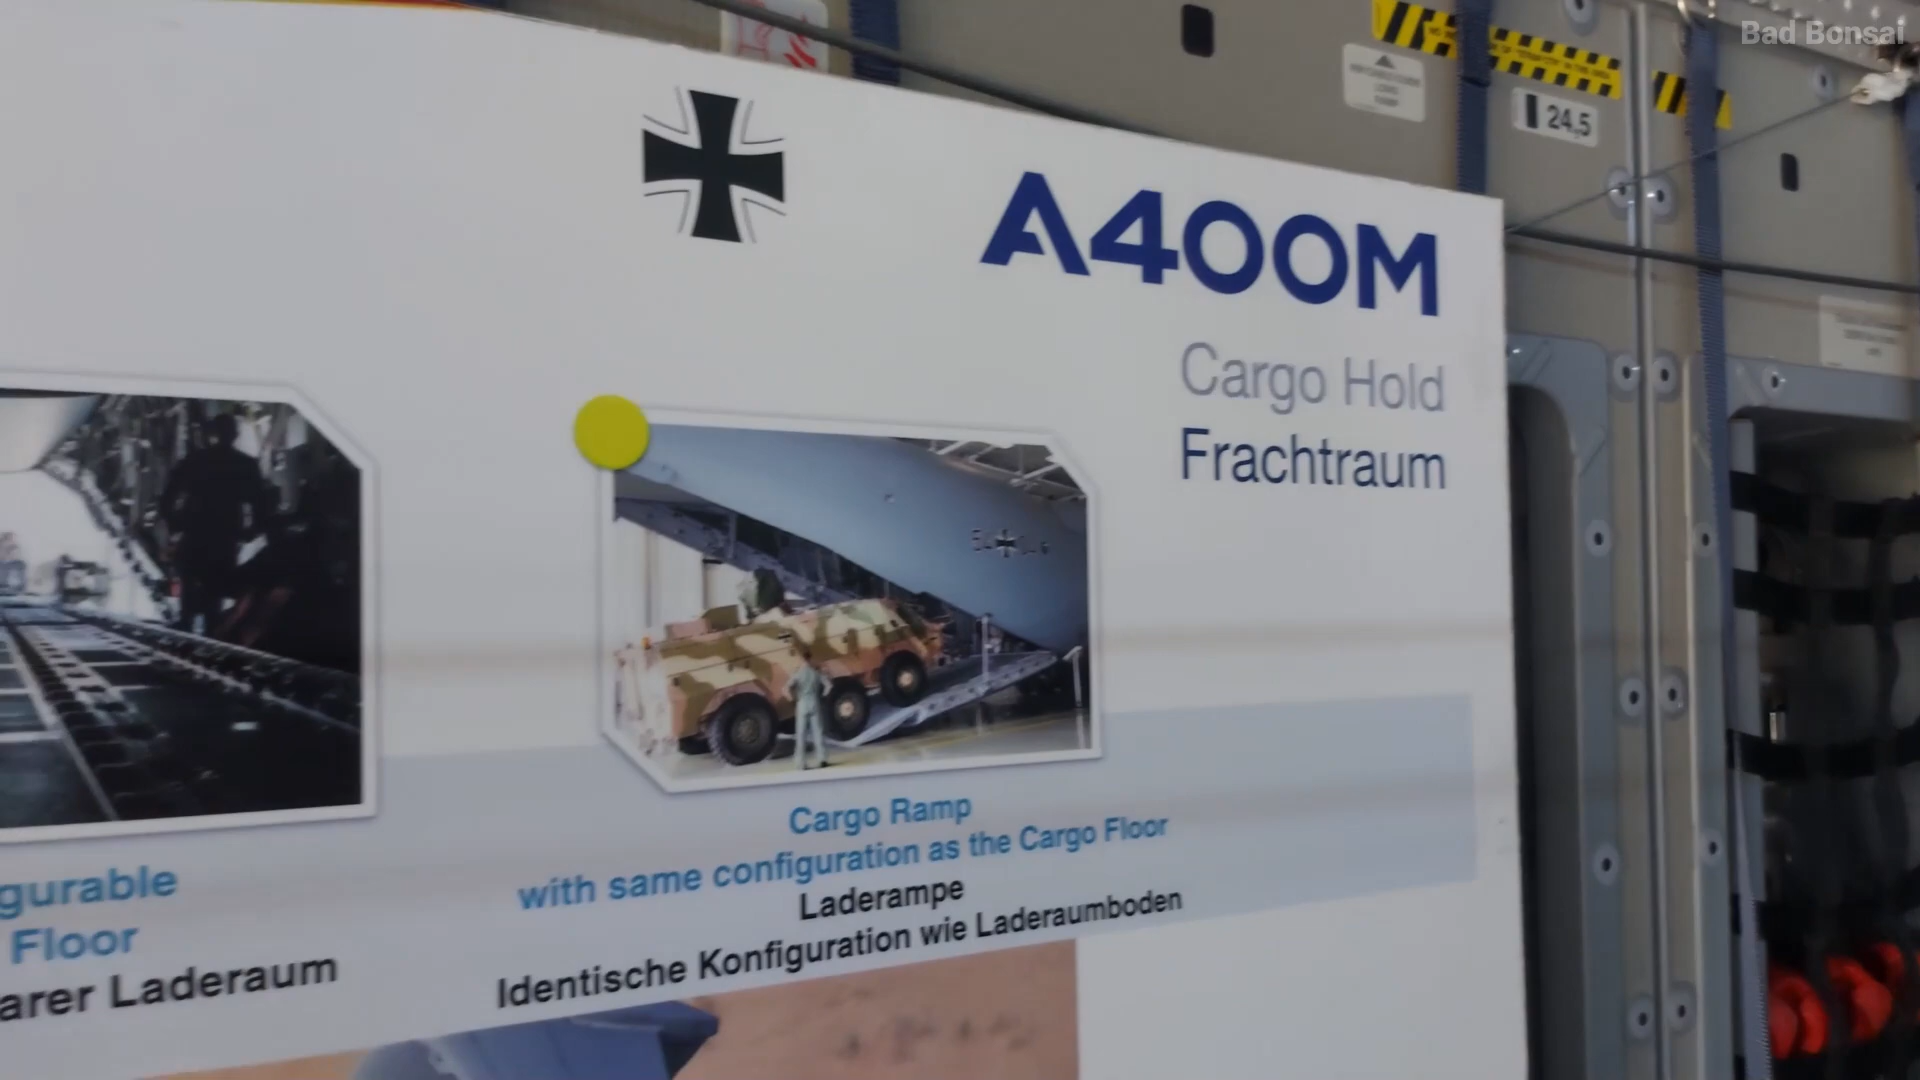 Bad Bonsai
24,5
A400M
Cargo Hold
Frachtraum
Cargo Ramp
with same configuration as the Cargo Floor
Laderampe
Identische Konfiguration wie Laderaumboden
gurable
Floor
arer Laderaum